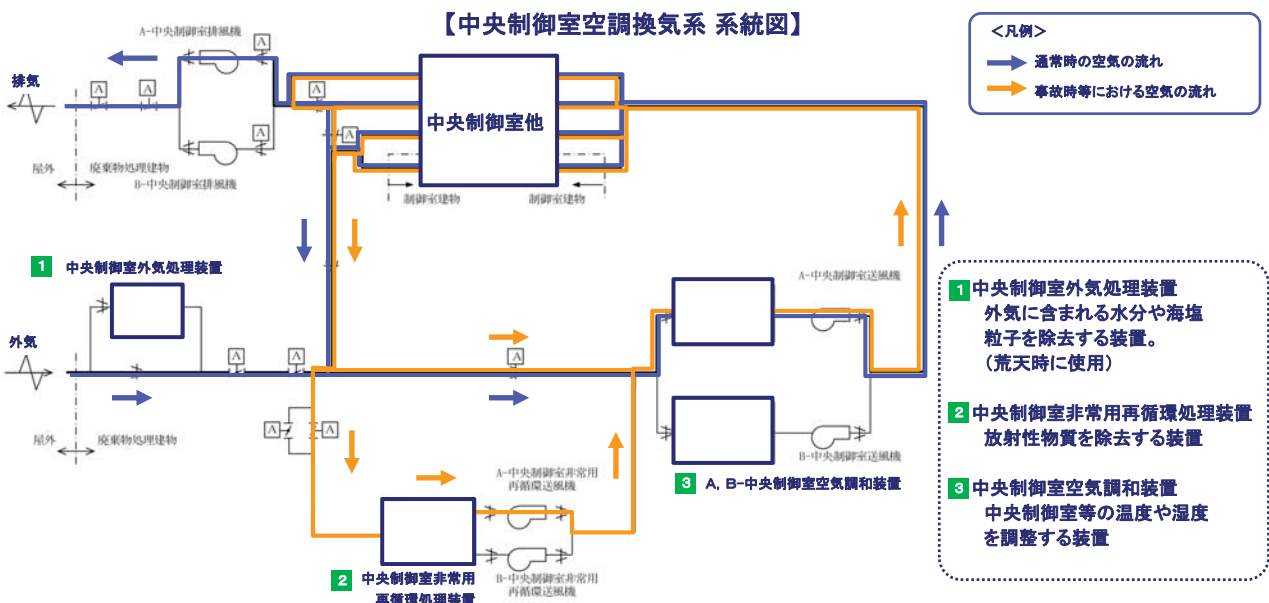 【中央制御室空調換気系 系統図】
<凡例>
通常時の空気の流れ
事故時等における空気の流れ
A-中央制御室排風機
A
A
A
排気
A
A
中央制御室他
A
屋外
廃棄物処理建物
B-中央制御室排風機
制御室建物
制御室建物
1 中央制御室外気処理装置
A-中央制御室送風機
外気
A
A
A
屋外
廃棄物処理建物
A
A
B-中央制御室送風機
3 A, B-中央制御室空気調和装置
A-中央制御室非常用
再循環送風機
2 中央制御室非常用
再循環処理装置
B-中央制御室非常用
再循環送風機
1 中央制御室外気処理装置
外気に含まれる水分や海塩
粒子を除去する装置。
(荒天時に使用)
2 中央制御室非常用再循環処理装置
放射性物質を除去する装置
3 中央制御室空気調和装置
中央制御室等の温度や湿度
を調整する装置